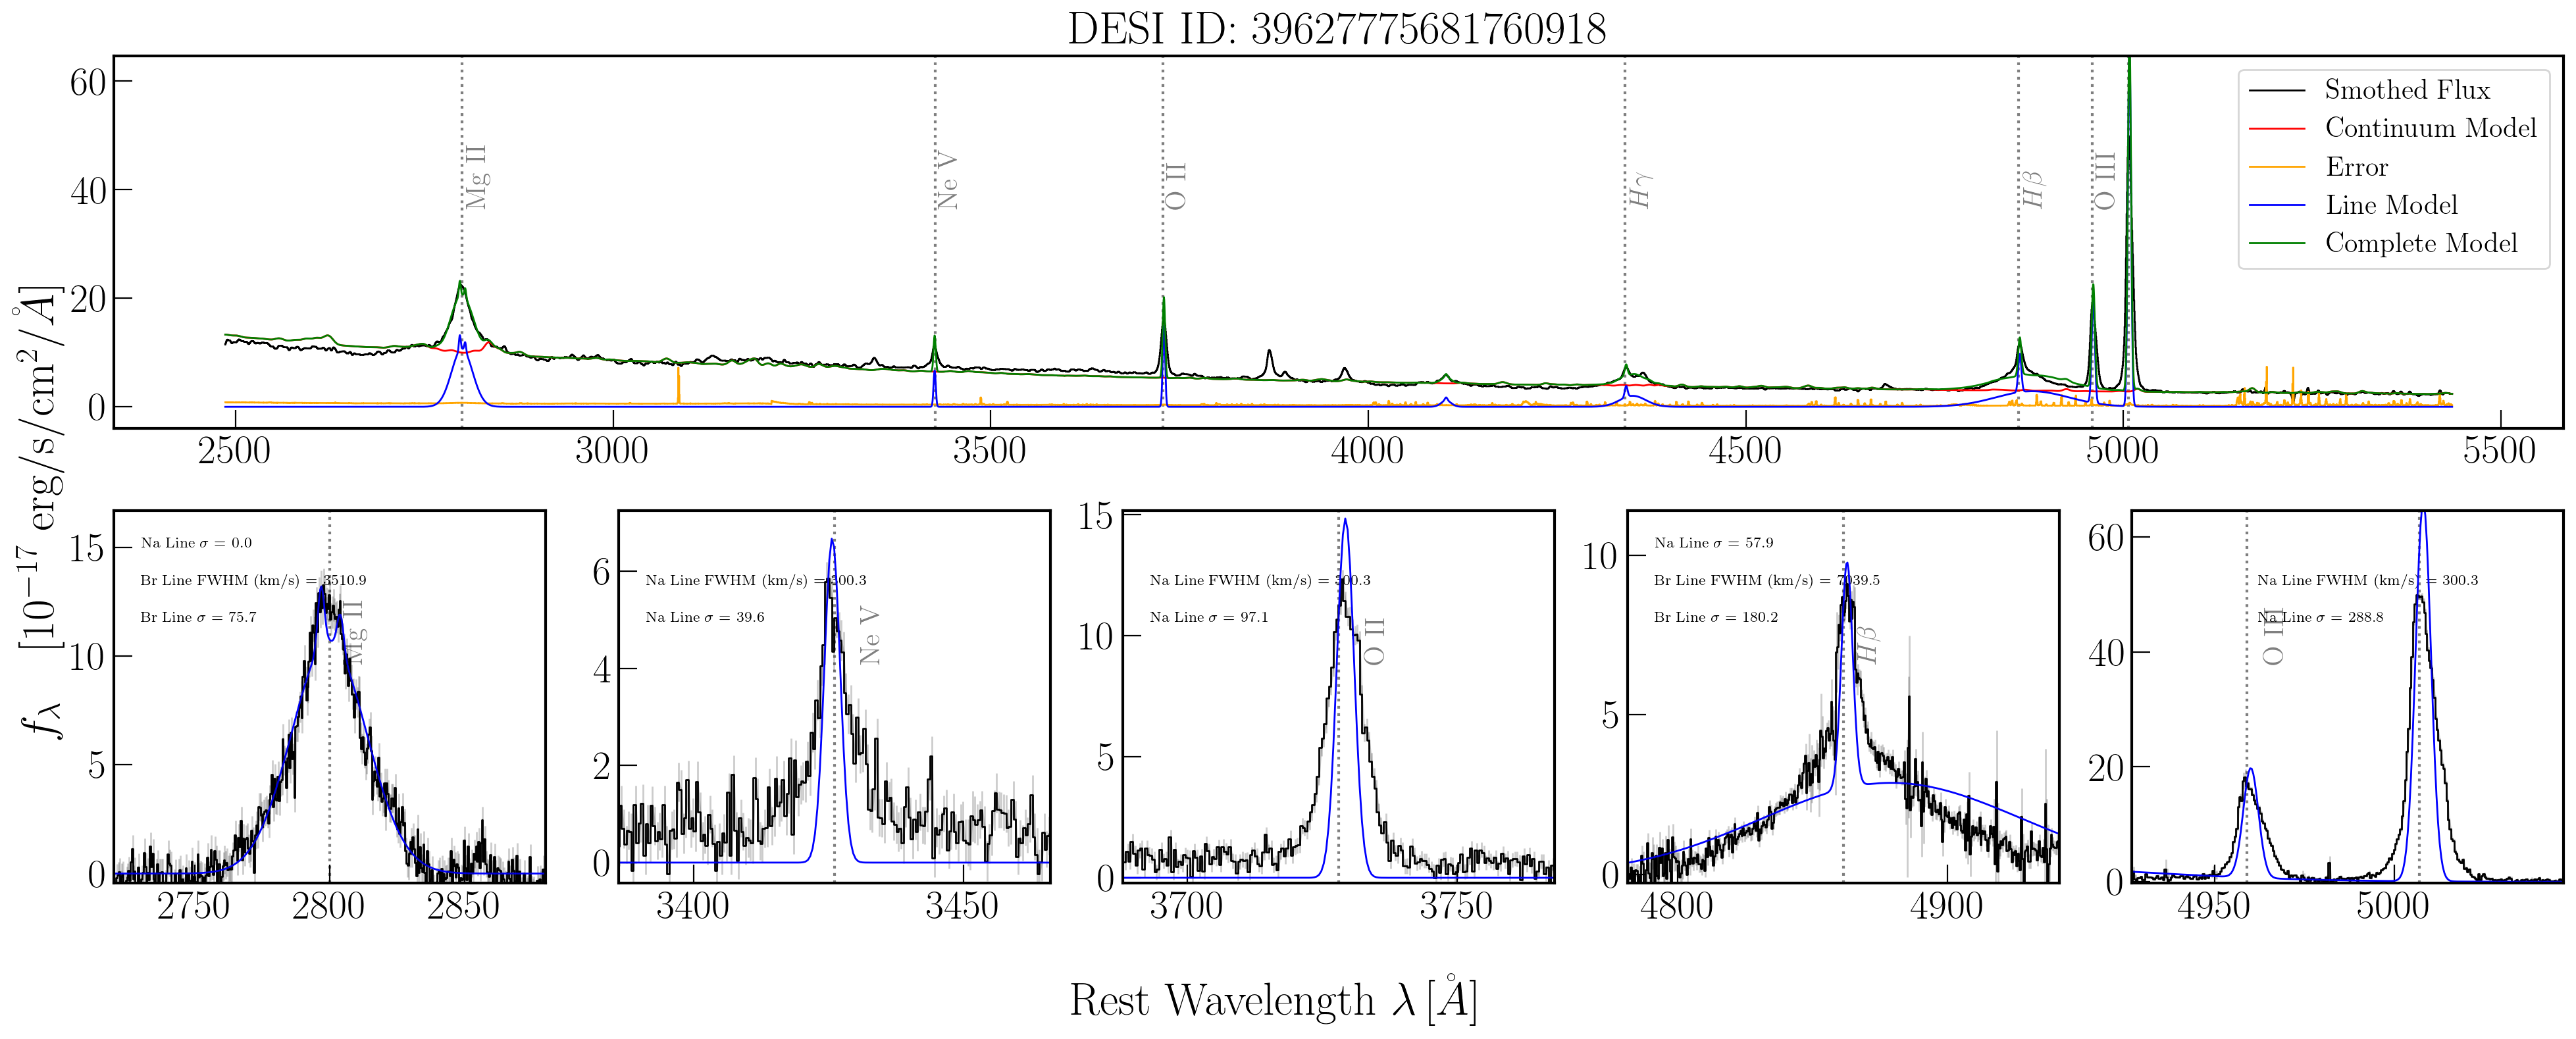 DESI ID: 39627775681760918
60
40
20
0
Mg II
Ne V
O II
Hγ
Hβ
O III
Smothed Flux
Continuum Model
Error
Line Model
Complete Model
2500
3000
3500
4000
4500
5000
5500
f_λ [10^{-17} erg/s/cm^2/Å]
15
10
5
0
Na Line σ = 0.0
Br Line FWHM (km/s) = 3510.9
Br Line σ = 75.7
Mg II
2750
2800
2850
6
4
2
0
Na Line FWHM (km/s) = 300.3
Na Line σ = 39.6
Ne V
3400
3450
15
10
5
0
Na Line FWHM (km/s) = 300.3
Na Line σ = 97.1
O II
3700
3750
10
5
0
Na Line σ = 57.9
Br Line FWHM (km/s) = 7039.5
Br Line σ = 180.2
Hβ
4800
4900
60
40
20
0
Na Line FWHM (km/s) = 300.3
Na Line σ = 288.8
O III
4950
5000
Rest Wavelength λ [Å]